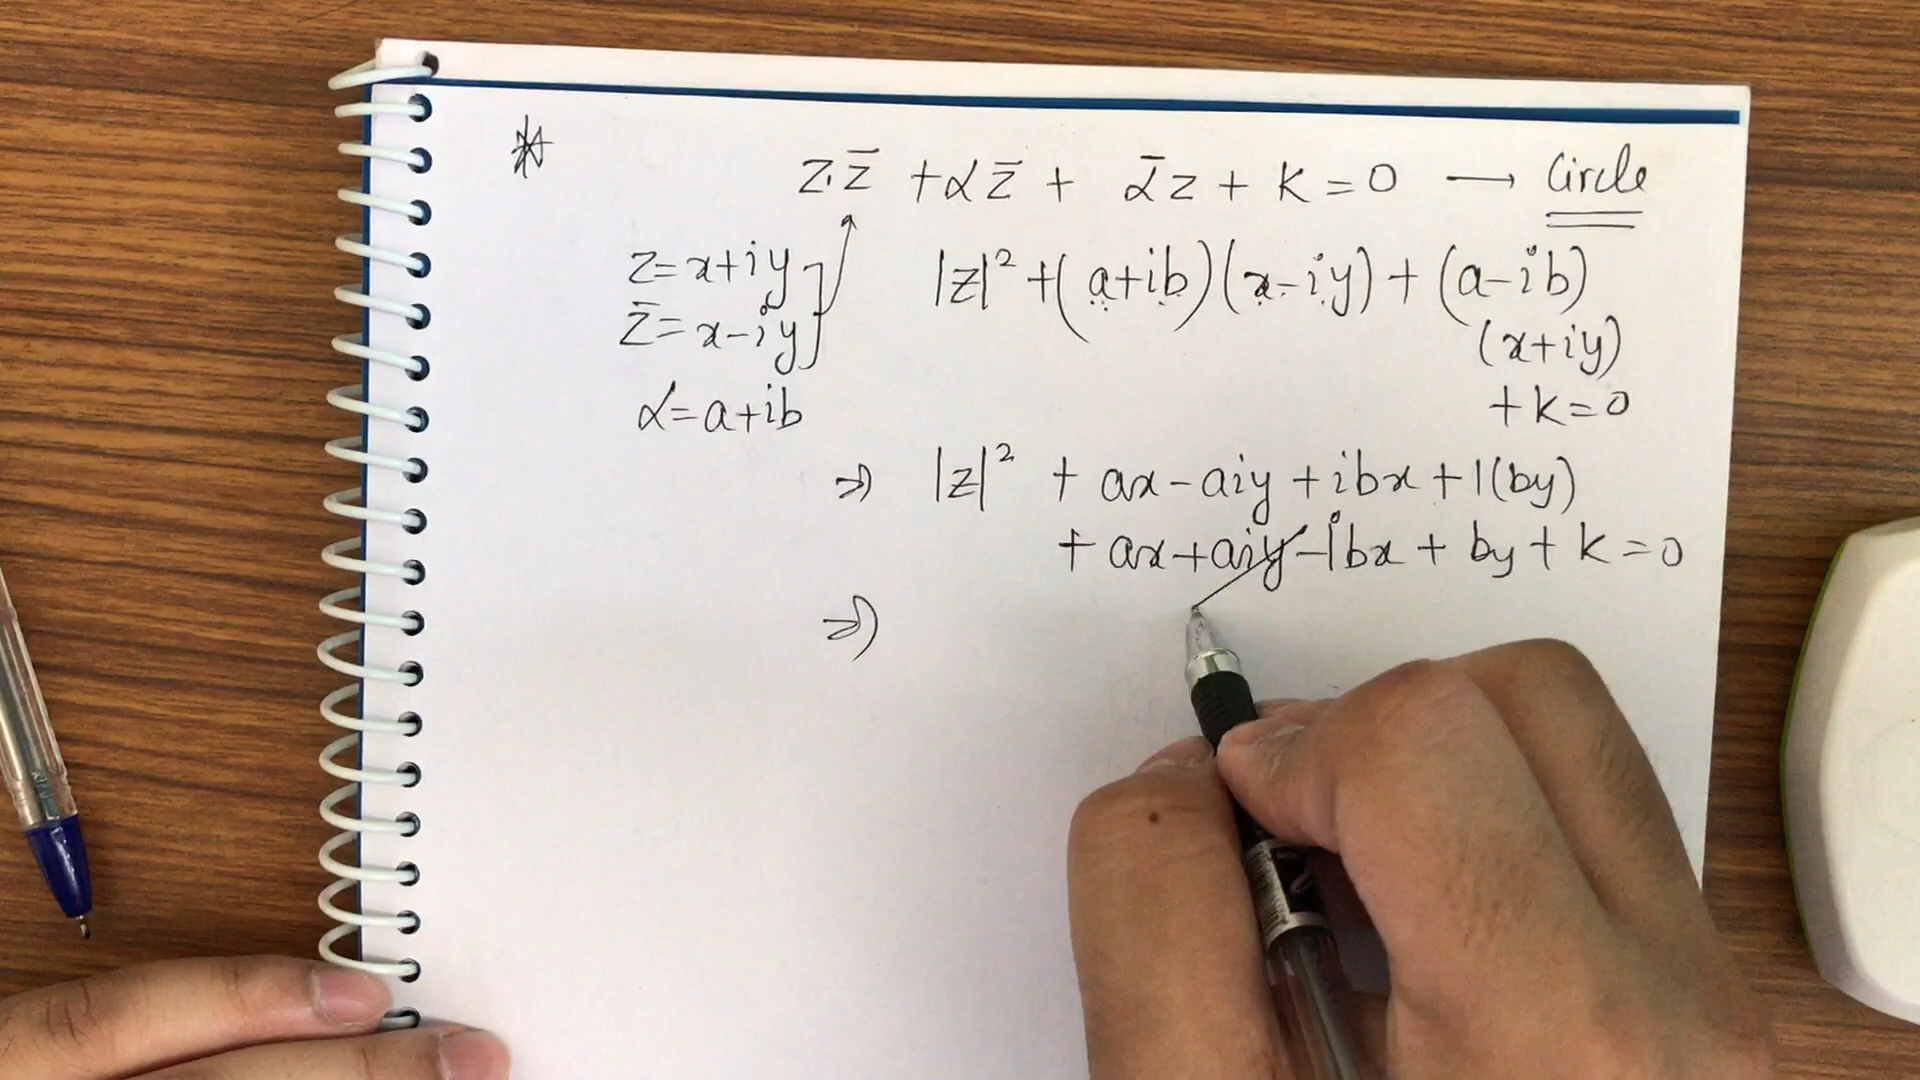 z.z̄ + αz̄ + ᾱz + k = 0 → Circle
z = x+iy
z̄ = x-iy
α = a+ib
|z|² + (a+ib)(x-iy) + (a-ib)
(x+iy)
+k=0
⇒ |z|² + ax - aiy + ibx + 1(by)
+ ax + aiy - ibx + by + k = 0
⇒